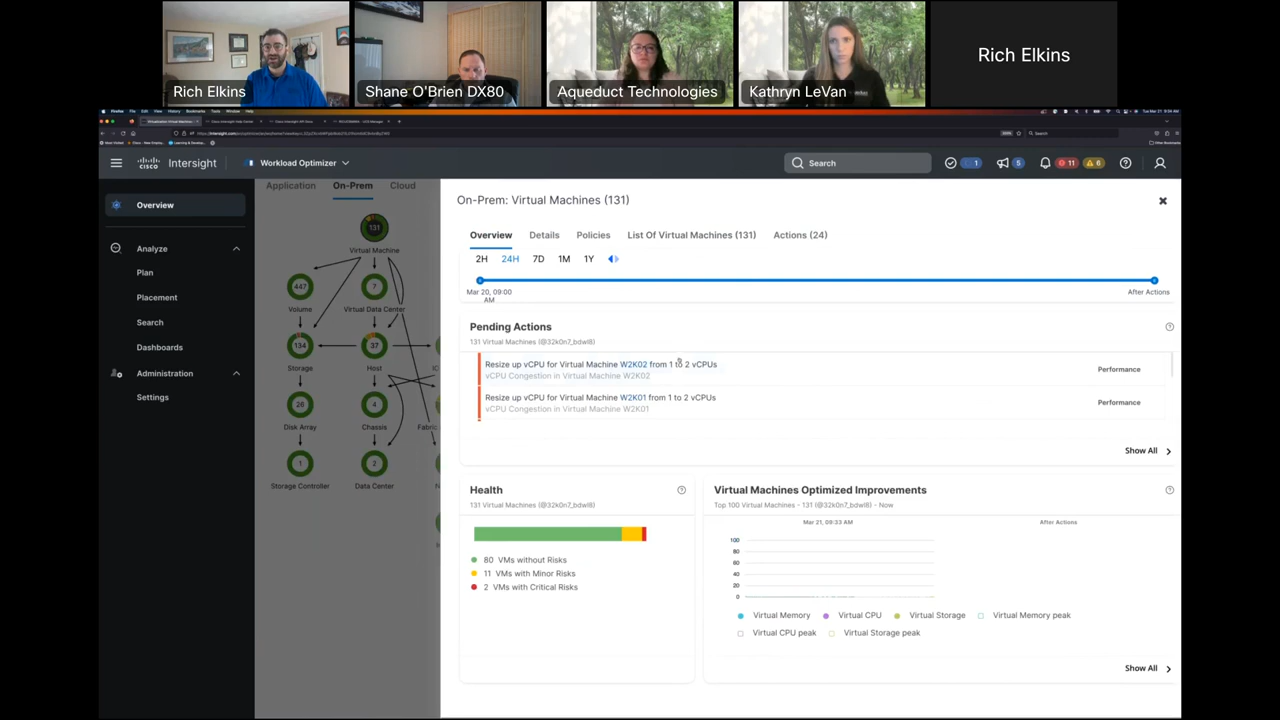 Rich Elkins
Shane O'Brien DX80
Aqueduct Technologies
Kathryn LeVan
Rich Elkins
CISCO Intersight
Workload Optimizer
Search
1
5
11
6
Overview
Analyze
Plan
Placement
Search
Dashboards
Administration
Settings
Application
On-Prem
Cloud
131
Virtual Machine
447
Volume
7
Virtual Data Center
134
Storage
37
Host
Disk Array
4
Chassis
Fabric
1
Storage Controller
2
Data Center
On-Prem: Virtual Machines (131)
Overview
Details
Policies
List Of Virtual Machines (131)
Actions (24)
2H
24H
7D
1M
1Y
Mar 20, 09:00
AM
After Actions
Pending Actions
131 Virtual Machines (@32k0n7_bdwl8)
Resize up vCPU for Virtual Machine W2K02 from 1 to 2 vCPUs
vCPU Congestion in Virtual Machine W2K02
Performance
Resize up vCPU for Virtual Machine W2K01 from 1 to 2 vCPUs
vCPU Congestion in Virtual Machine W2K01
Performance
Show All
Health
131 Virtual Machines (@32k0n7_bdwl8)
80 VMs without Risks
11 VMs with Minor Risks
2 VMs with Critical Risks
Virtual Machines Optimized Improvements
Top 100 Virtual Machines - 131 (@32k0n7_bdwl8) - Now
Mar 21, 09:33 AM
After Actions
100
80
60
40
20
0
Virtual Memory
Virtual CPU
Virtual Storage
Virtual Memory peak
Virtual CPU peak
Virtual Storage peak
Show All